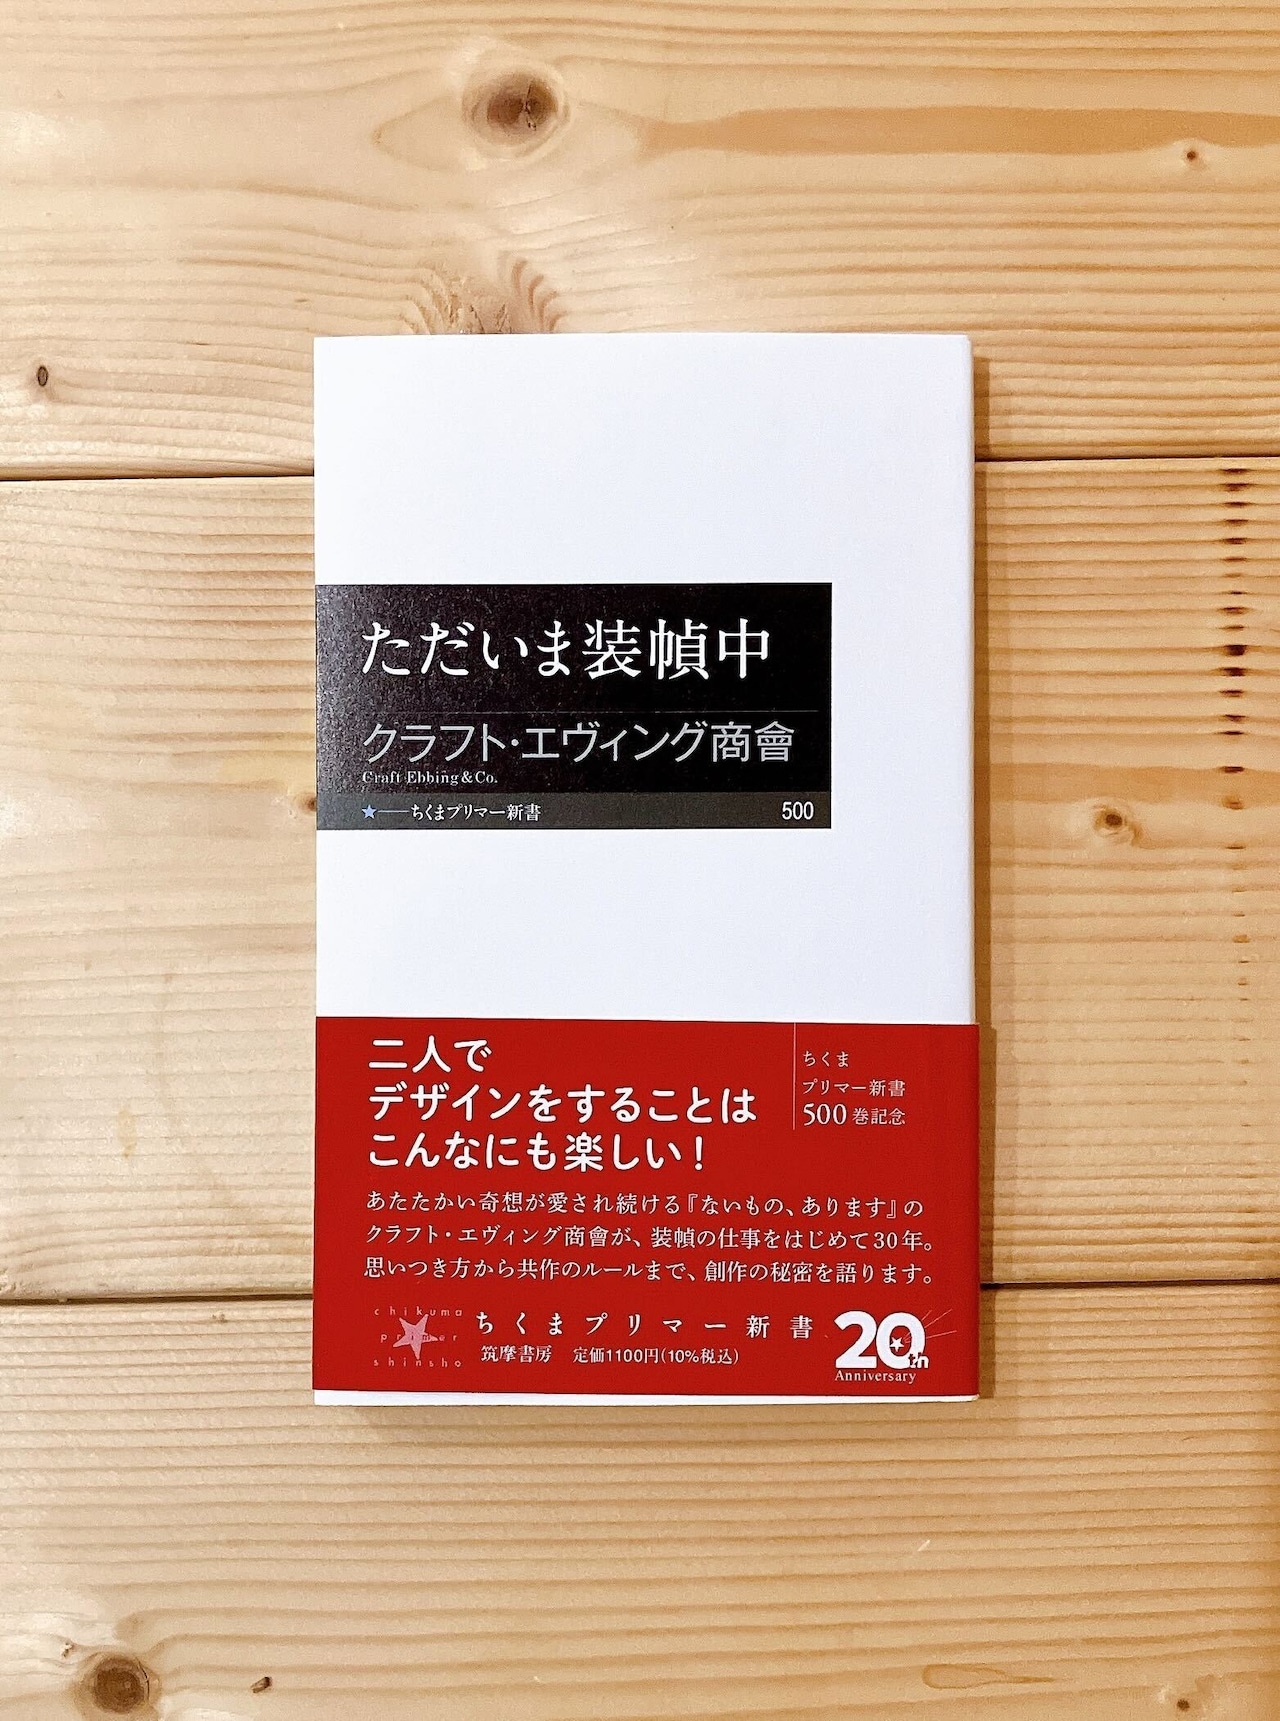 ただいま装幀中
クラフト・エヴィング商會
Craft Ebbing & Co.
★──ちくまプリマー新書 500
二人で
デザインをすることは
こんなにも楽しい!
ちくま
プリマー新書
500巻記念
あたたかい奇想が愛され続ける『ないもの、あります』の
クラフト・エヴィング商會が、装幀の仕事をはじめて30年。
思いつき方から共作のルールまで、創作の秘密を語ります。
chikuma
primer
shinsho
ちくまプリマー新書
筑摩書房 定価1100円(10%税込)
20th
Anniversary